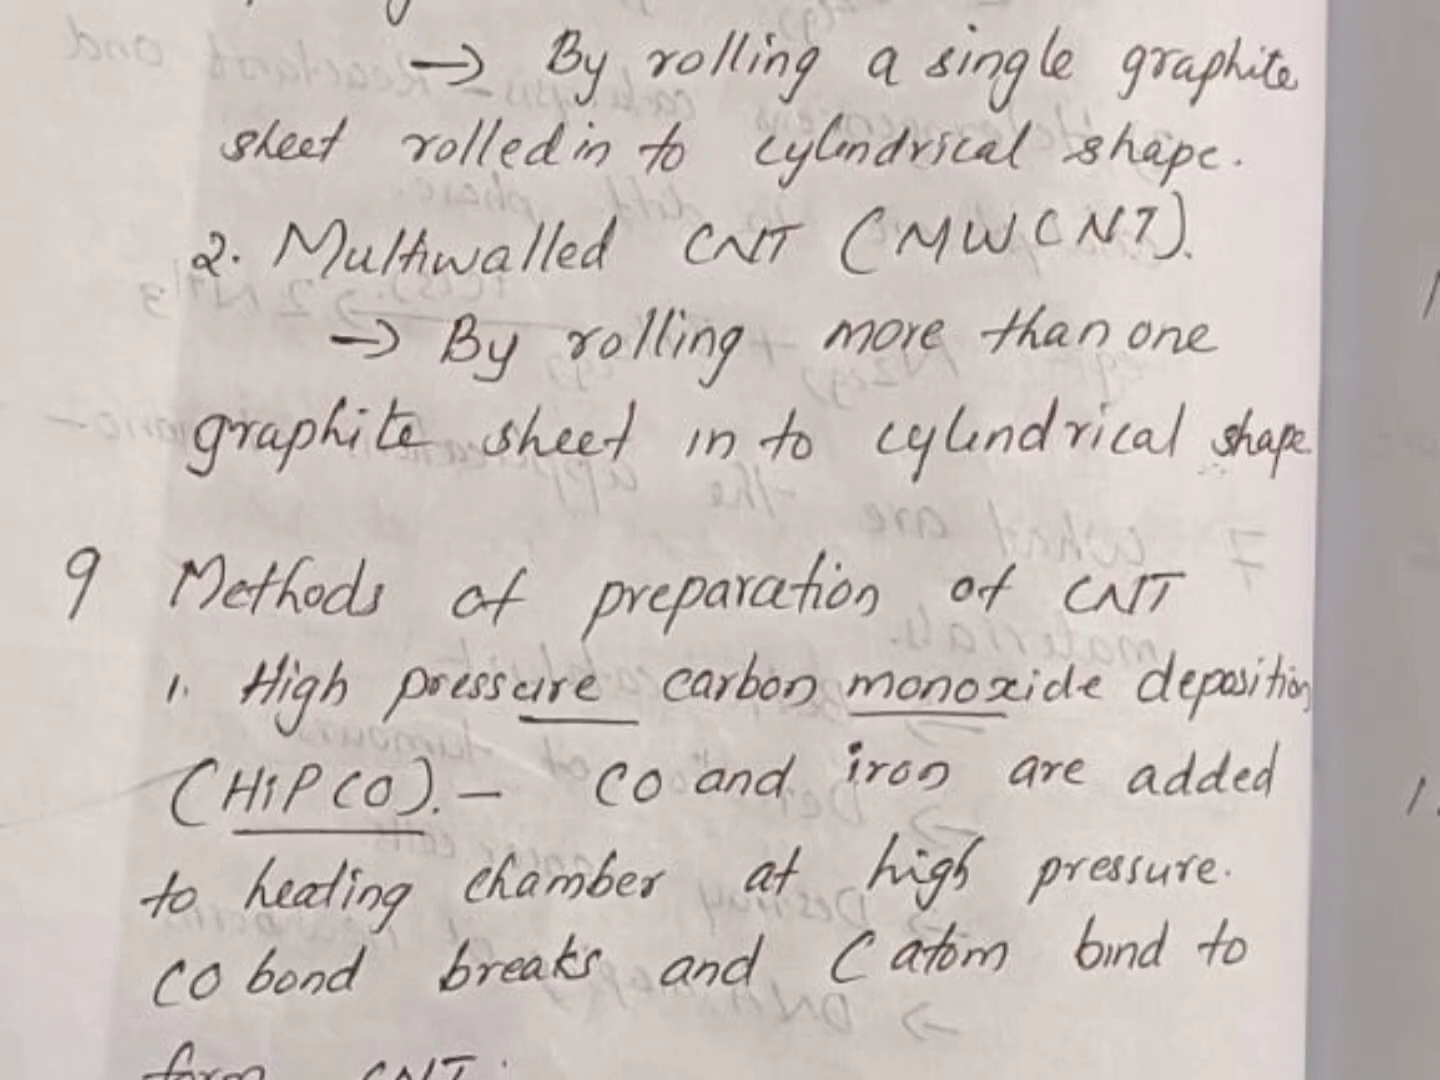 → By rolling a single graphite
sheet rolled in to cylindrical shape.
2. Multiwalled CNT (MWCNT).
→ By rolling more than one
graphite sheet in to cylindrical shape
9 Methods of preparation of CNT
1. High pressure carbon monoxide deposition
(HiPCO). – CO and iron are added
to heating chamber at high pressure.
CO bond breaks and C atom bind to
form CNT.